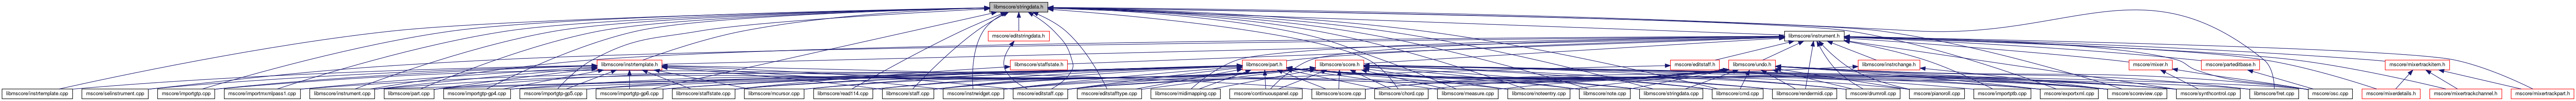 libmscore/stringdata.h
mscore/editstringdata.h
libmscore/instrument.h
libmscore/instrtemplate.h
libmscore/staffstate.h
libmscore/part.h
libmscore/score.h
mscore/editstaff.h
libmscore/undo.h
libmscore/instrchange.h
mscore/mixer.h
mscore/parteditbase.h
mscore/mixertrackitem.h
libmscore/instrtemplate.cpp
mscore/selinstrument.cpp
mscore/importgtp.cpp
mscore/importmxmlpass1.cpp
libmscore/instrument.cpp
libmscore/part.cpp
mscore/importgtp-gp4.cpp
mscore/importgtp-gp5.cpp
mscore/importgtp-gp6.cpp
libmscore/staffstate.cpp
libmscore/mcursor.cpp
libmscore/read114.cpp
libmscore/staff.cpp
mscore/instrwidget.cpp
mscore/editstaff.cpp
mscore/editstafftype.cpp
libmscore/midimapping.cpp
mscore/continuouspanel.cpp
libmscore/score.cpp
libmscore/chord.cpp
libmscore/measure.cpp
libmscore/noteentry.cpp
libmscore/note.cpp
libmscore/stringdata.cpp
libmscore/cmd.cpp
libmscore/rendermidi.cpp
mscore/drumroll.cpp
mscore/pianoroll.cpp
mscore/importptb.cpp
mscore/exportxml.cpp
mscore/scoreview.cpp
mscore/synthcontrol.cpp
libmscore/fret.cpp
mscore/osc.cpp
mscore/mixerdetails.h
mscore/mixertrackchannel.h
mscore/mixertrackpart.h